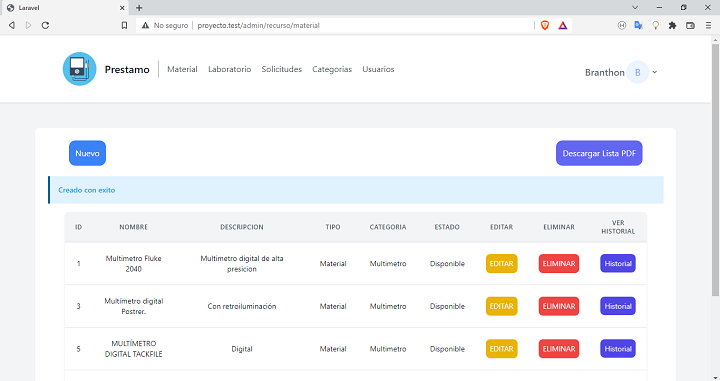 Laravel
No seguro proyecto.test/admin/recurso/material
Prestamo Material Laboratorio Solicitudes Categorias Usuarios Branthon B
Nuevo Descargar Lista PDF
Creado con exito
ID NOMBRE DESCRIPCION TIPO CATEGORIA ESTADO EDITAR ELIMINAR VER
HISTORIAL
1 Multimetro Fluke Multimetro digital de alta Material Multimetro Disponible EDITAR ELIMINAR Historial
2040 presicion
3 Multímetro digital Con retroiluminación Material Multimetro Disponible EDITAR ELIMINAR Historial
Postrer.
5 MULTÍMETRO Digital Material Multimetro Disponible EDITAR ELIMINAR Historial
DIGITAL TACKFILE